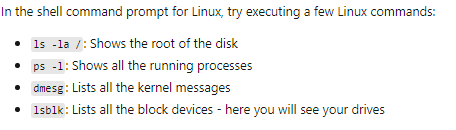 In the shell command prompt for Linux, try executing a few Linux commands:
• ls -la /: Shows the root of the disk
• ps -l: Shows all the running processes
• dmesg: Lists all the kernel messages
• lsblk: Lists all the block devices - here you will see your drives